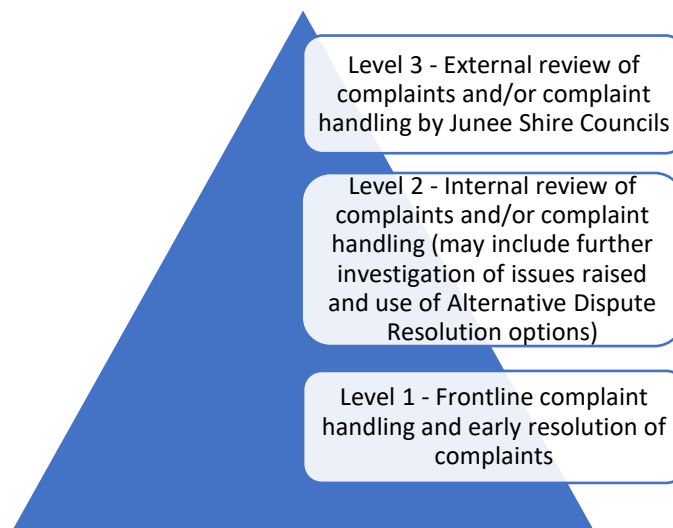 Level 3 - External review of
complaints and/or complaint
handling by Junee Shire Councils
Level 2 - Internal review of
complaints and/or complaint
handling (may include further
investigation of issues raised
and use of Alternative Dispute
Resolution options)
Level 1 - Frontline complaint
handling and early resolution of
complaints